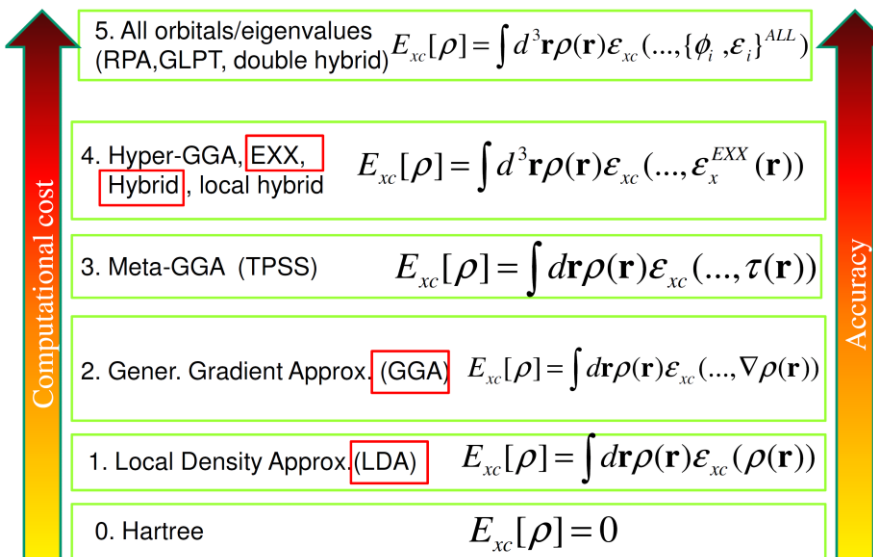 5. All orbitals/eigenvalues
(RPA,GLPT, double hybrid) E_xc[ρ] = ∫ d³r ρ(r) ε_xc(...,{ϕ_i ,ε_i}^ALL)
4. Hyper-GGA, EXX,
Hybrid , local hybrid E_xc[ρ] = ∫ d³r ρ(r) ε_xc(..., ε_x^EXX (r))
3. Meta-GGA (TPSS) E_xc[ρ] = ∫ dr ρ(r) ε_xc(..., τ(r))
2. Gener. Gradient Approx. (GGA) E_xc[ρ] = ∫ dr ρ(r) ε_xc(..., ∇ρ(r))
1. Local Density Approx.(LDA) E_xc[ρ] = ∫ dr ρ(r) ε_xc(ρ(r))
0. Hartree E_xc[ρ] = 0
Computational cost
Accuracy